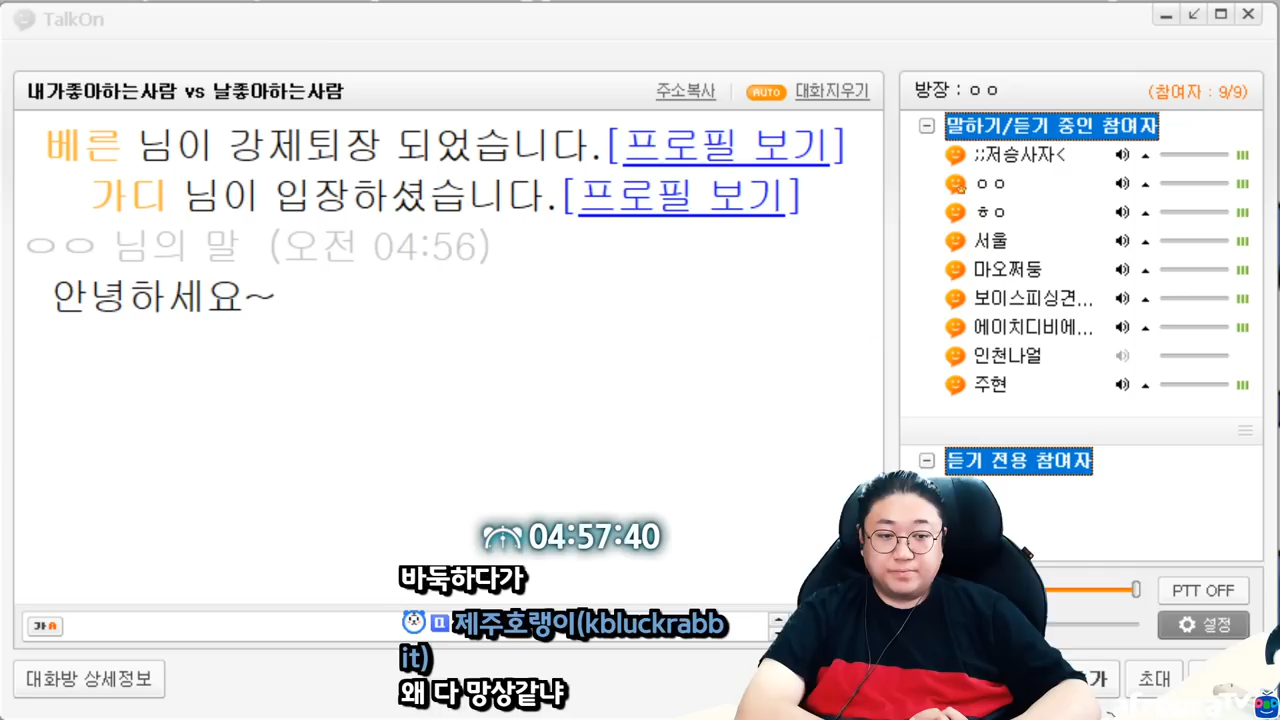 TalkOn
내가좋아하는사람 vs 날좋아하는사람
주소복사
AUTO
대화지우기
베른 님이 강제퇴장 되었습니다.[프로필 보기]
가디 님이 입장하셨습니다.[프로필 보기]
ㅇㅇ 님의 말 (오전 04:56)
안녕하세요~
방장 : ㅇㅇ
(참여자 : 9/9)
말하기/듣기 중인 참여자
;;저승사자<
ㅇㅇ
ㅎㅇ
서울
마오쩌둥
보이스피싱견...
에이치디비에...
인천나얼
주현
듣기 전용 참여자
04:57:40
바둑하다가
제주호랭이(kbluckrabb
it)
왜 다 망상같냐
가가
대화방 상세정보
PTT OFF
설정
가
초대